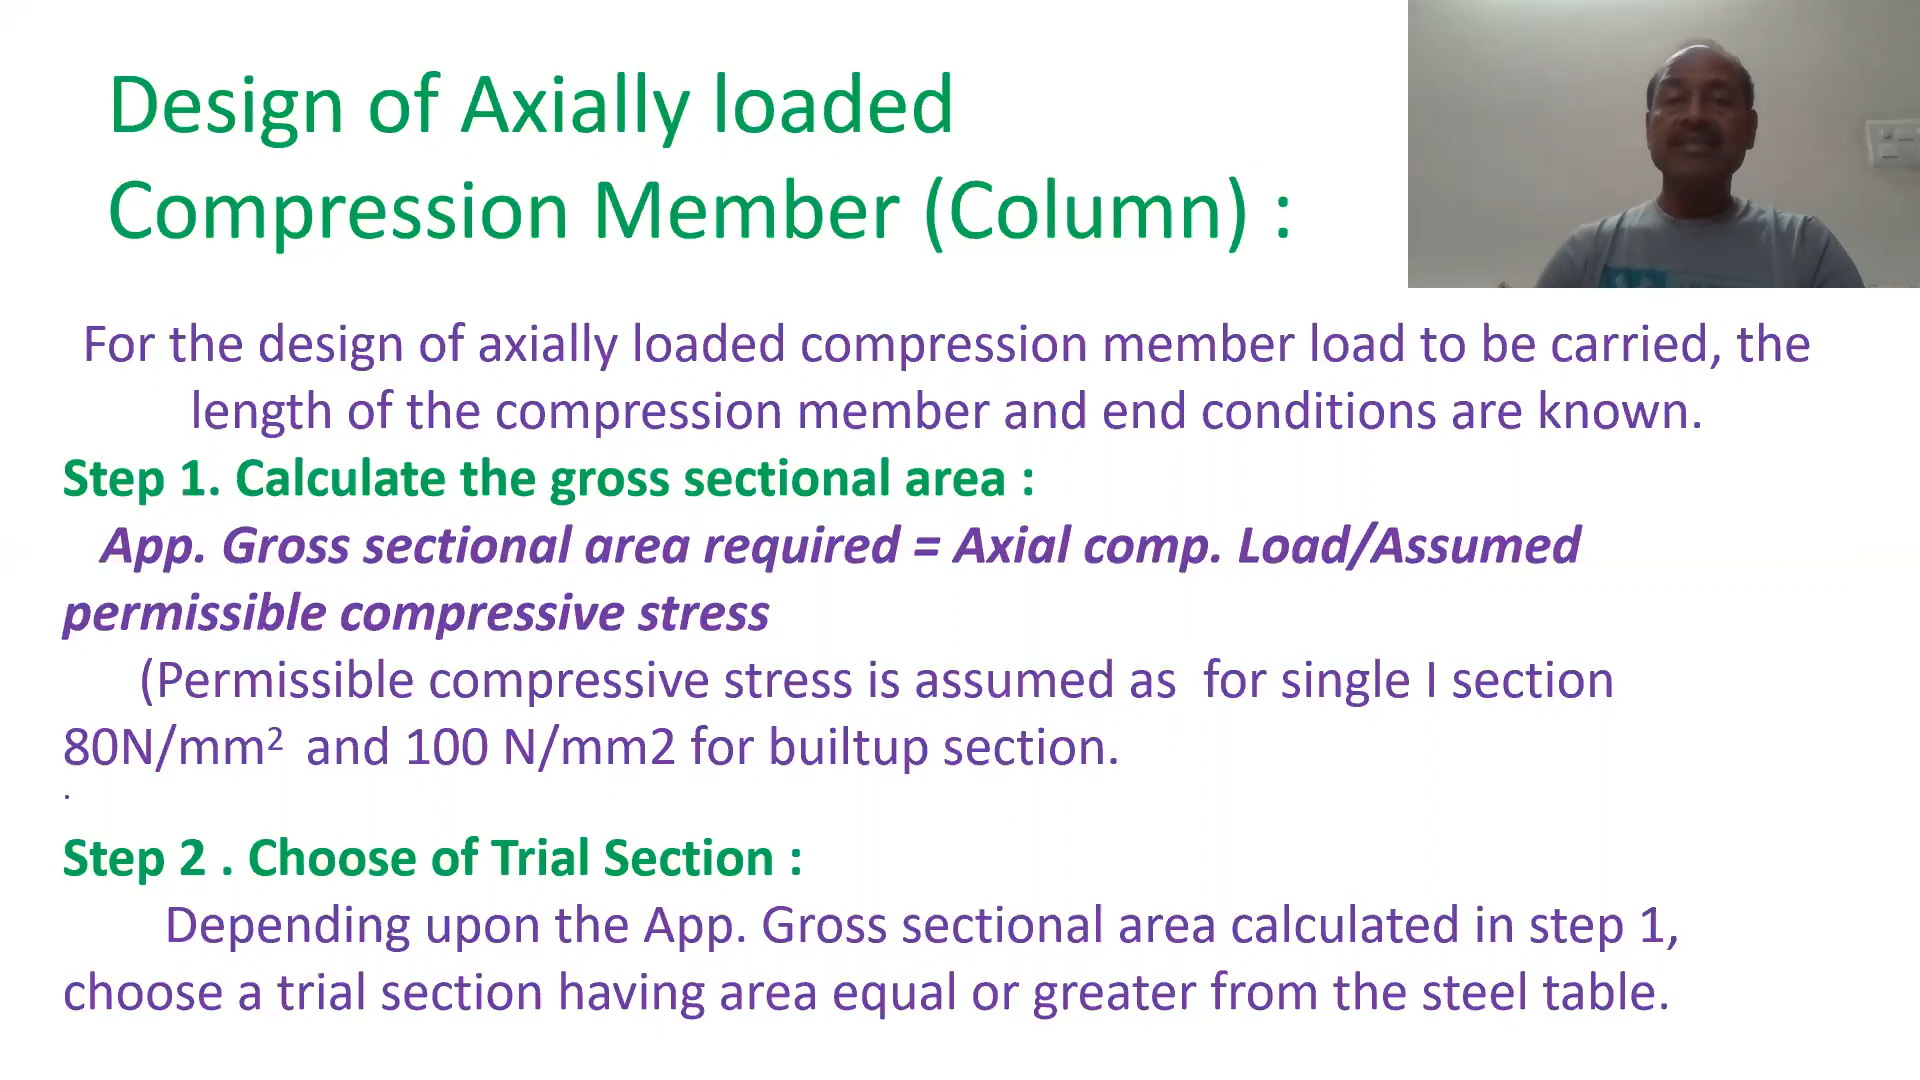 Design of Axially loaded
Compression Member (Column) :
For the design of axially loaded compression member load to be carried, the
length of the compression member and end conditions are known.
Step 1. Calculate the gross sectional area :
App. Gross sectional area required = Axial comp. Load/Assumed
permissible compressive stress
(Permissible compressive stress is assumed as  for single I section
80N/mm² and 100 N/mm2 for builtup section.
.
Step 2 . Choose of Trial Section :
Depending upon the App. Gross sectional area calculated in step 1,
choose a trial section having area equal or greater from the steel table.